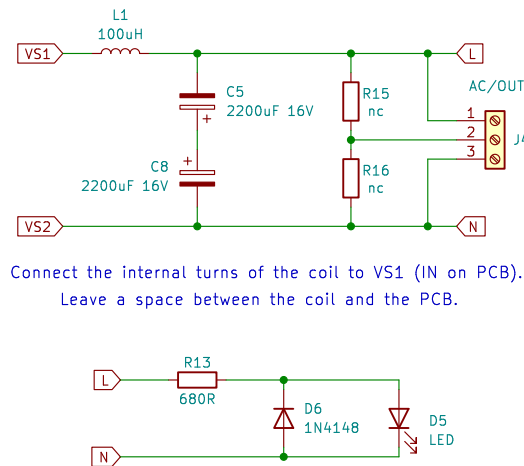 L1
100uH
VS1
L
C5
2200uF 16V
+
R15
nc
AC/OUT
1
2
3
J4
+
C8
2200uF 16V
R16
nc
VS2
N
Connect the internal turns of the coil to VS1 (IN on PCB).
Leave a space between the coil and the PCB.
R13
L
680R
D6
1N4148
D5
LED
N